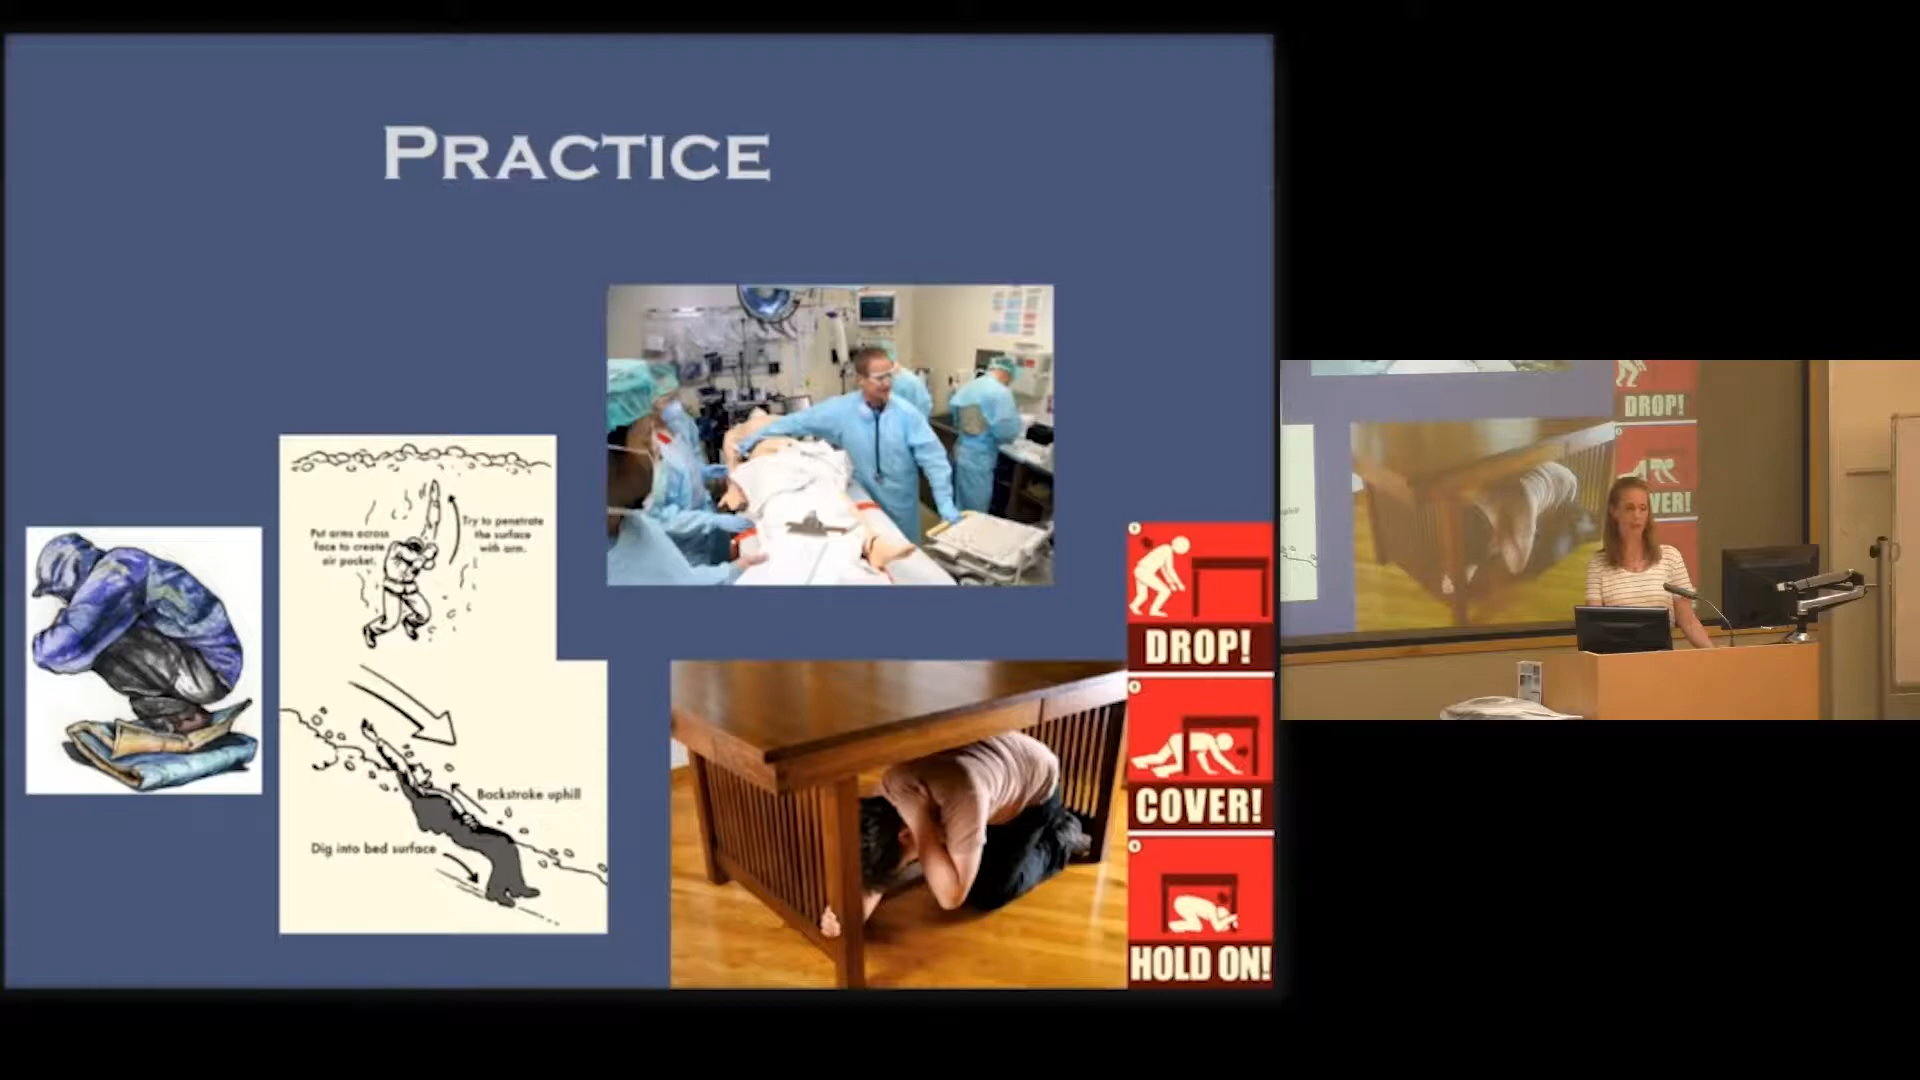 PRACTICE
Put arms across
face to create
air pocket.
Try to penetrate
the surface
with arm.
Backstroke uphill
Dig into bed surface
DROP!
COVER!
HOLD ON!
DROP!
VER!